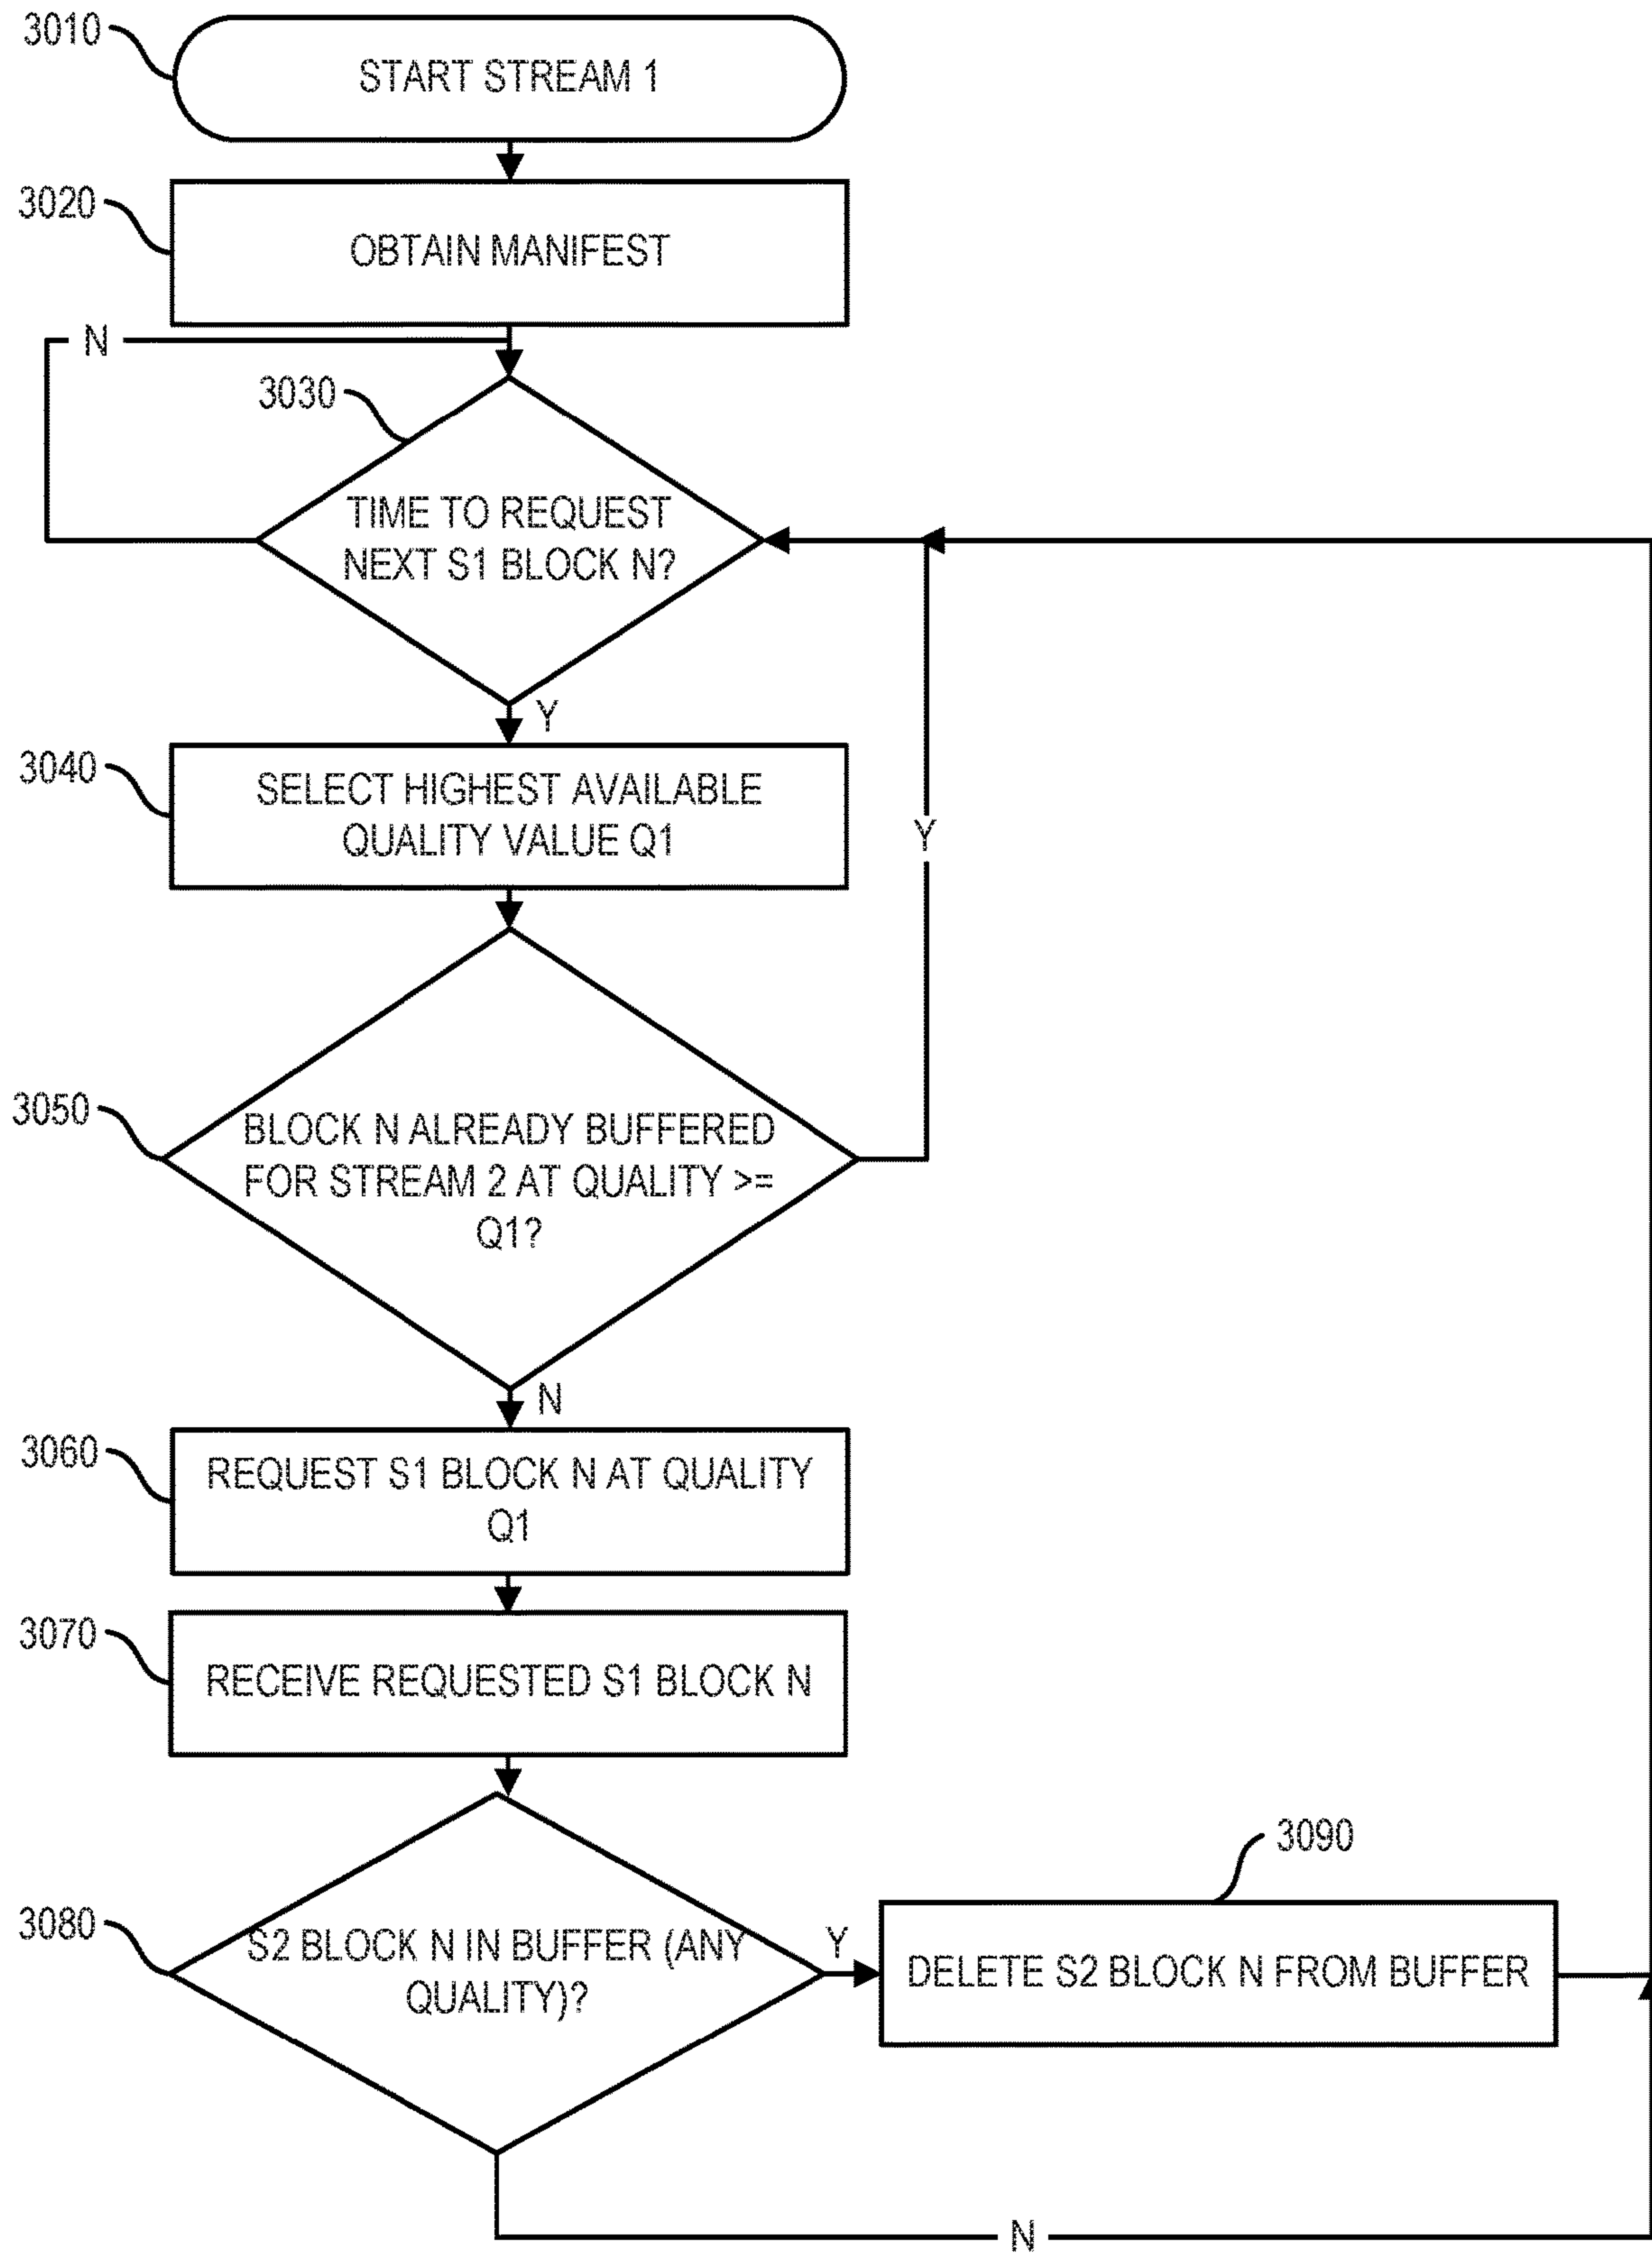 3010
START STREAM 1
3020
OBTAIN MANIFEST
N
3030
TIME TO REQUEST
NEXT S1 BLOCK N?
Y
3040
SELECT HIGHEST AVAILABLE
QUALITY VALUE Q1
Y
3050
BLOCK N ALREADY BUFFERED
FOR STREAM 2 AT QUALITY >=
Q1?
N
3060
REQUEST S1 BLOCK N AT QUALITY
Q1
3070
RECEIVE REQUESTED S1 BLOCK N
3090
3080
S2 BLOCK N IN BUFFER (ANY
QUALITY)?
Y
DELETE S2 BLOCK N FROM BUFFER
N